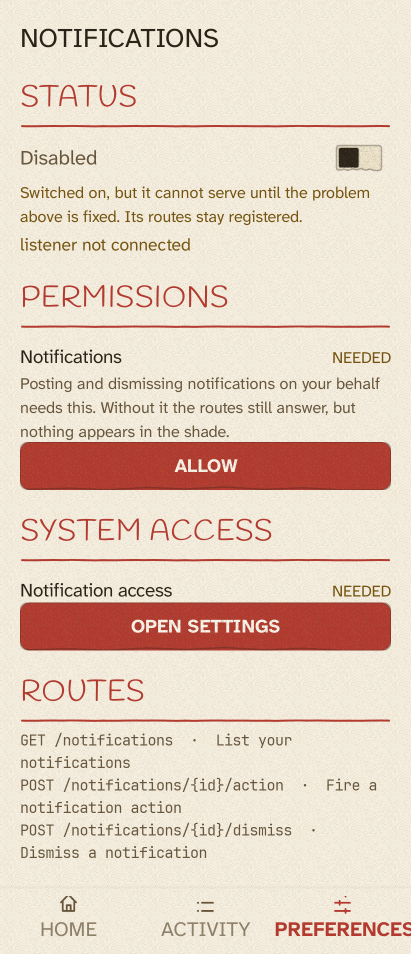 NOTIFICATIONS
STATUS
Disabled
Switched on, but it cannot serve until the problem
above is fixed. Its routes stay registered.
listener not connected
PERMISSIONS
Notifications NEEDED
Posting and dismissing notifications on your behalf
needs this. Without it the routes still answer, but
nothing appears in the shade.
ALLOW
SYSTEM ACCESS
Notification access NEEDED
OPEN SETTINGS
ROUTES
GET /notifications · List your
notifications
POST /notifications/{id}/action · Fire a
notification action
POST /notifications/{id}/dismiss ·
Dismiss a notification
HOME ACTIVITY PREFERENCES